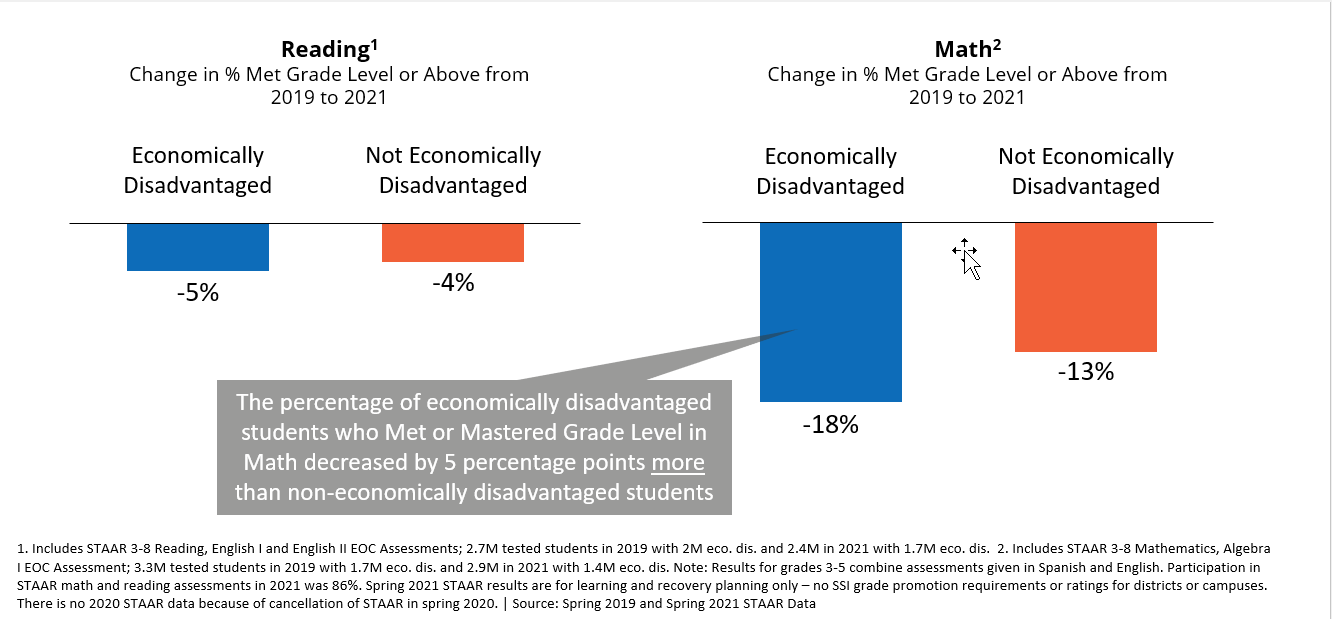 Reading¹
Change in % Met Grade Level or Above from
2019 to 2021
Economically
Disadvantaged
Not Economically
Disadvantaged
-5%
-4%
Math²
Change in % Met Grade Level or Above from
2019 to 2021
Economically
Disadvantaged
Not Economically
Disadvantaged
-18%
-13%
The percentage of economically disadvantaged
students who Met or Mastered Grade Level in
Math decreased by 5 percentage points more
than non-economically disadvantaged students
1. Includes STAAR 3-8 Reading, English I and English II EOC Assessments; 2.7M tested students in 2019 with 2M eco. dis. and 2.4M in 2021 with 1.7M eco. dis.  2. Includes STAAR 3-8 Mathematics, Algebra
I EOC Assessment; 3.3M tested students in 2019 with 1.7M eco. dis. and 2.9M in 2021 with 1.4M eco. dis. Note: Results for grades 3-5 combine assessments given in Spanish and English. Participation in
STAAR math and reading assessments in 2021 was 86%. Spring 2021 STAAR results are for learning and recovery planning only – no SSI grade promotion requirements or ratings for districts or campuses.
There is no 2020 STAAR data because of cancellation of STAAR in spring 2020. | Source: Spring 2019 and Spring 2021 STAAR Data